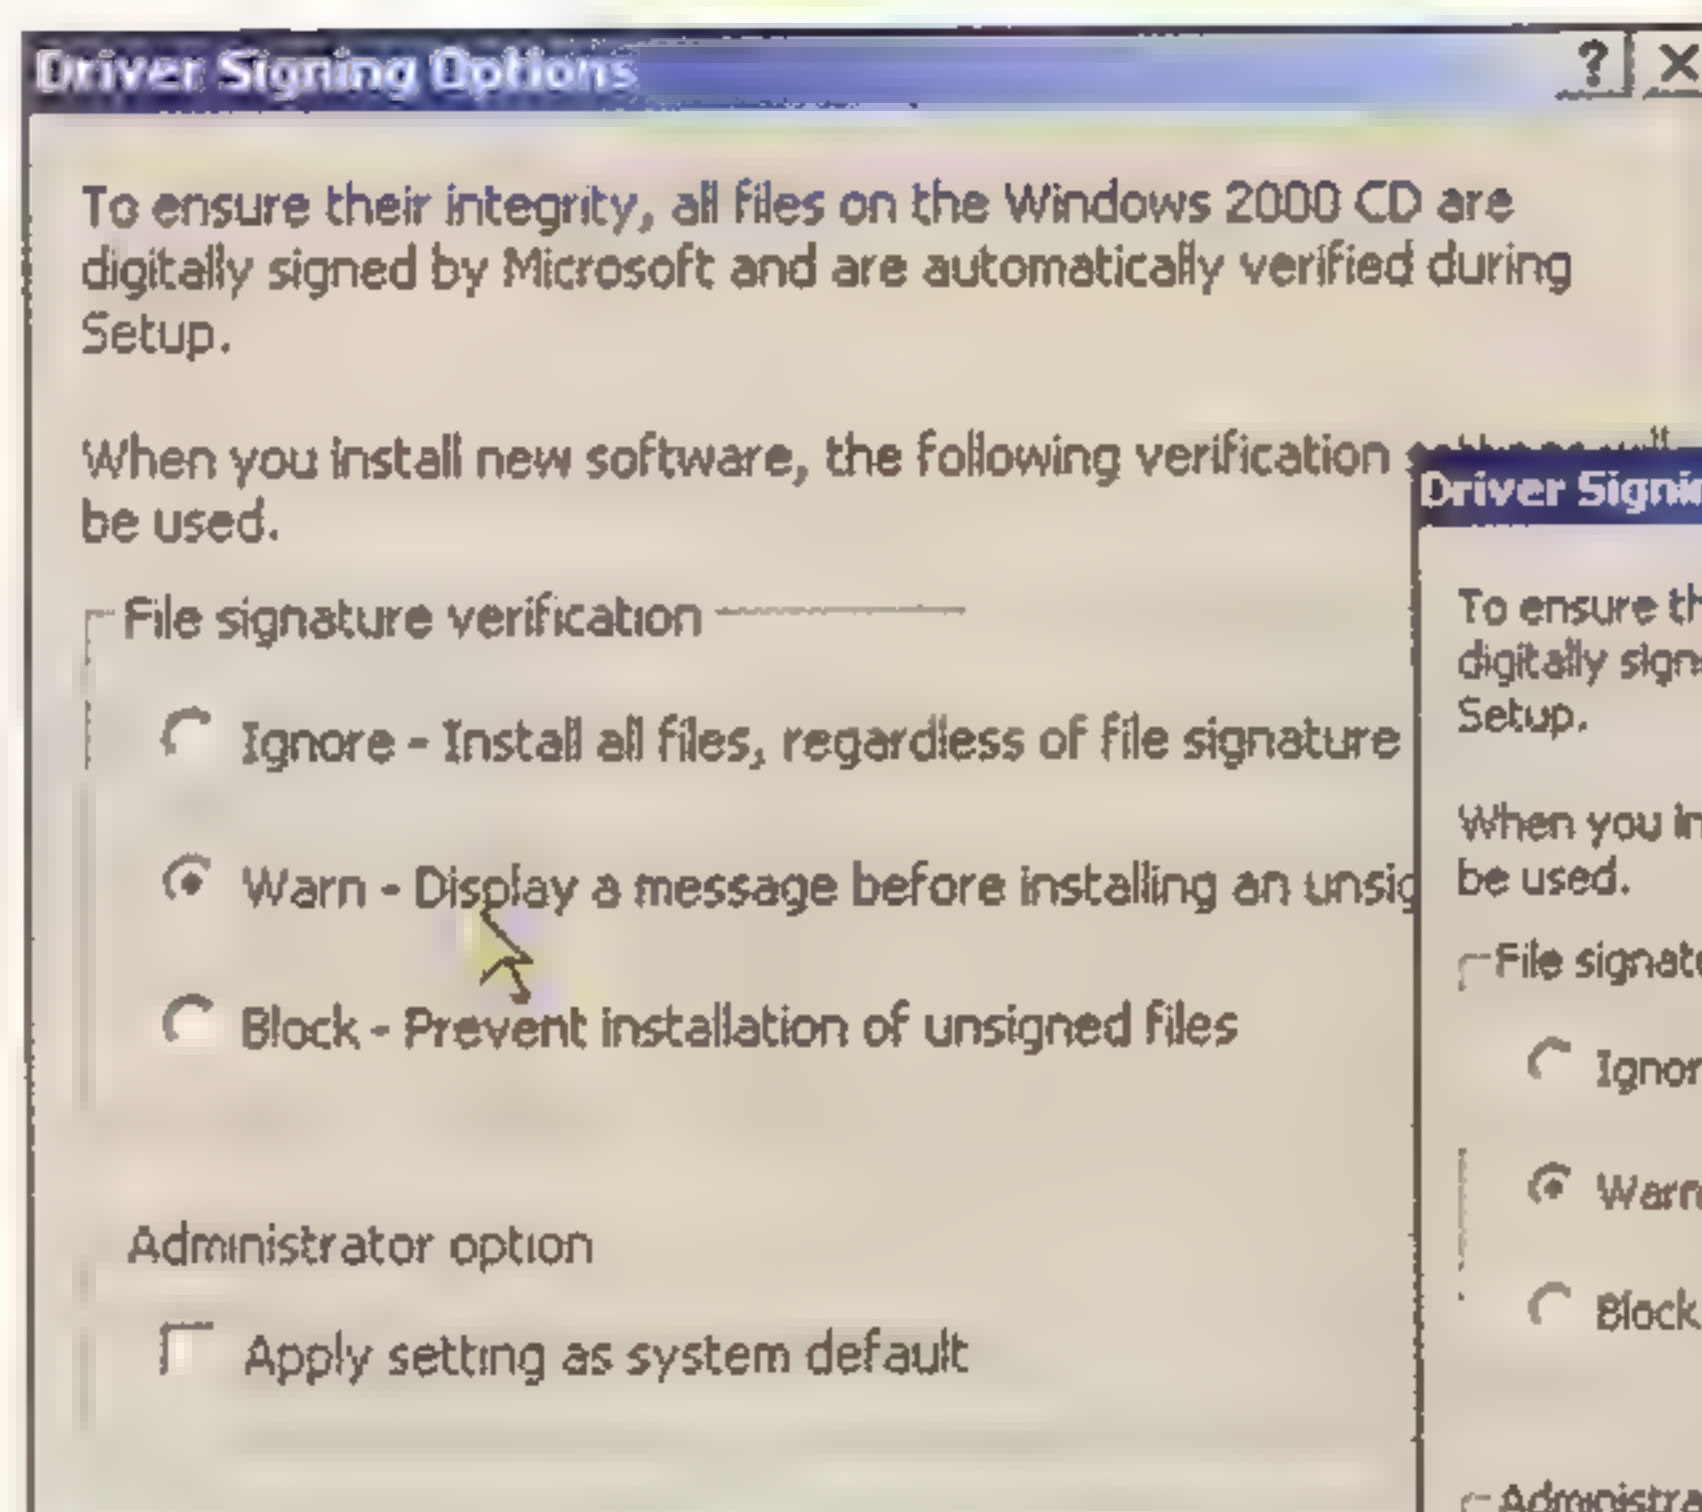 Driver Signing Options
To ensure their integrity, all files on the Windows 2000 CD are
digitally signed by Microsoft and are automatically verified during
Setup.
When you install new software, the following verification
be used.
File signature verification
Ignore - Install all files, regardless of file signature
Warn - Display a message before installing an unsig
Block - Prevent installation of unsigned files
Administrator option
Apply setting as system default
Driver Signin
To ensure th
digitally signe
Setup.
When you in
be used.
File signatu
Ignor
Warn
Block
Administra